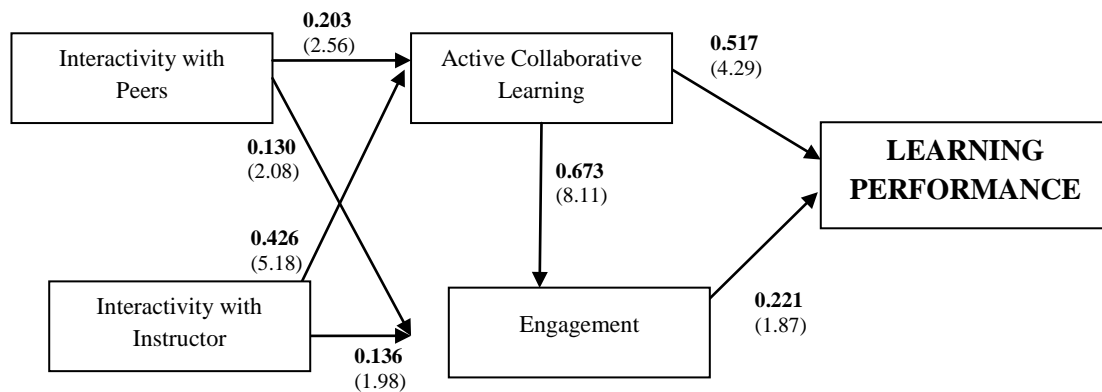 0.203
(2.56)
Interactivity with
Peers
Active Collaborative
Learning
0.517
(4.29)
0.130
(2.08)
0.673
(8.11)
LEARNING
PERFORMANCE
0.426
(5.18)
Interactivity with
Instructor
Engagement
0.136
(1.98)
0.221
(1.87)